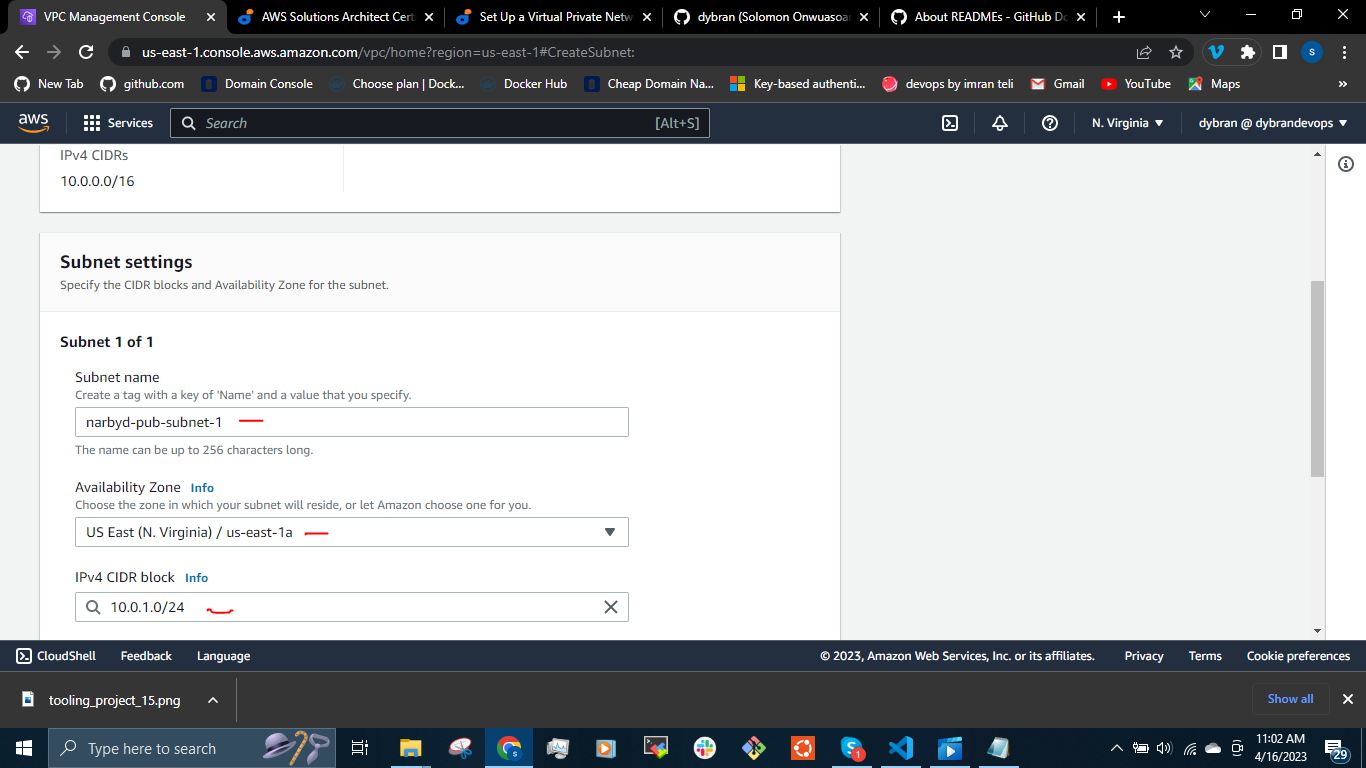 VPC Management Console
AWS Solutions Architect Cert
Set Up a Virtual Private Netw
dybran (Solomon Onwuasoa
About READMEs - GitHub Do
us-east-1.console.aws.amazon.com/vpc/home?region=us-east-1#CreateSubnet:
S
New Tab
github.com
Domain Console
Choose plan | Dock...
Docker Hub
Cheap Domain Na...
Key-based authenti...
devops by imran teli
Gmail
YouTube
Maps
»
aws
Services
Search
[Alt+S]
N. Virginia
dybran @ dybrandevops
IPv4 CIDRs
10.0.0.0/16
Subnet settings
Specify the CIDR blocks and Availability Zone for the subnet.
Subnet 1 of 1
Subnet name
Create a tag with a key of 'Name' and a value that you specify.
narbyd-pub-subnet-1
The name can be up to 256 characters long.
Availability Zone Info
Choose the zone in which your subnet will reside, or let Amazon choose one for you.
US East (N. Virginia) / us-east-1a
IPv4 CIDR block Info
10.0.1.0/24
CloudShell
Feedback
Language
© 2023, Amazon Web Services, Inc. or its affiliates.
Privacy
Terms
Cookie preferences
tooling_project_15.png
Show all
Type here to search
S
1
11:02 AM
4/16/2023
29